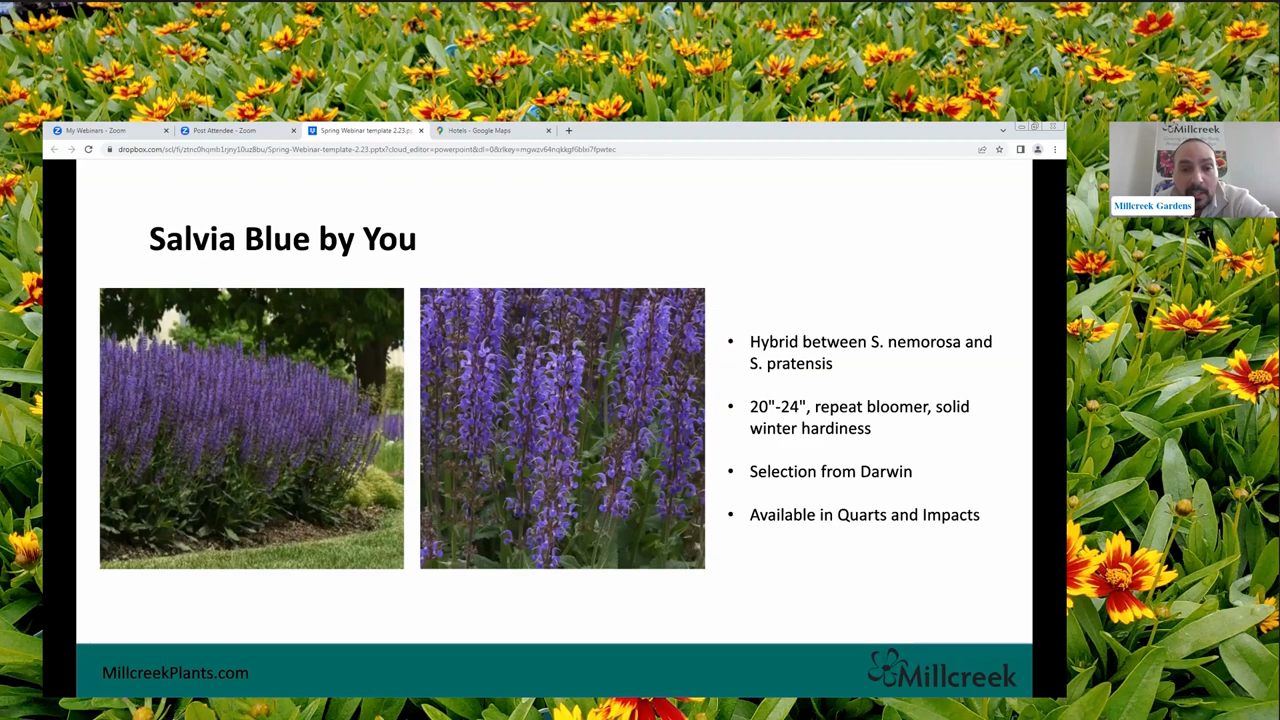 My Webinars - Zoom
Post Attendee - Zoom
Spring Webinar template 2.23.pp
Hotels - Google Maps
Millcreek
Millcreek Gardens
Salvia Blue by You
• Hybrid between S. nemorosa and
S. pratensis
• 20"-24", repeat bloomer, solid
winter hardiness
• Selection from Darwin
• Available in Quarts and Impacts
MillcreekPlants.com
Millcreek